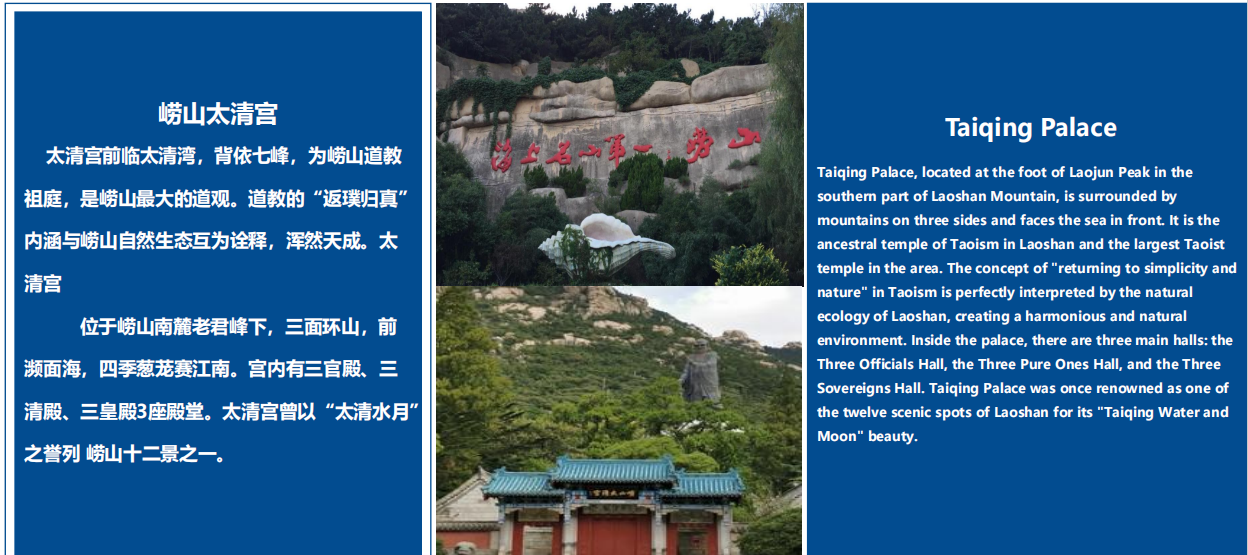 崂山太清宫
太清宫前临太清湾，背依七峰，为崂山道教
祖庭，是崂山最大的道观。道教的“返璞归真”
内涵与崂山自然生态互为诠释，浑然天成。太
清宫
位于崂山南麓老君峰下，三面环山，前
濒面海，四季葱茏赛江南。宫内有三官殿、三
清殿、三皇殿3座殿堂。太清宫曾以“太清水月”
之誉列 崂山十二景之一。
海上名山第一 崂山
崂山太清宫
Taiqing Palace
Taiqing Palace, located at the foot of Laojun Peak in the
southern part of Laoshan Mountain, is surrounded by
mountains on three sides and faces the sea in front. It is the
ancestral temple of Taoism in Laoshan and the largest Taoist
temple in the area. The concept of "returning to simplicity and
nature" in Taoism is perfectly interpreted by the natural
ecology of Laoshan, creating a harmonious and natural
environment. Inside the palace, there are three main halls: the
Three Officials Hall, the Three Pure Ones Hall, and the Three
Sovereigns Hall. Taiqing Palace was once renowned as one of
the twelve scenic spots of Laoshan for its "Taiqing Water and
Moon" beauty.